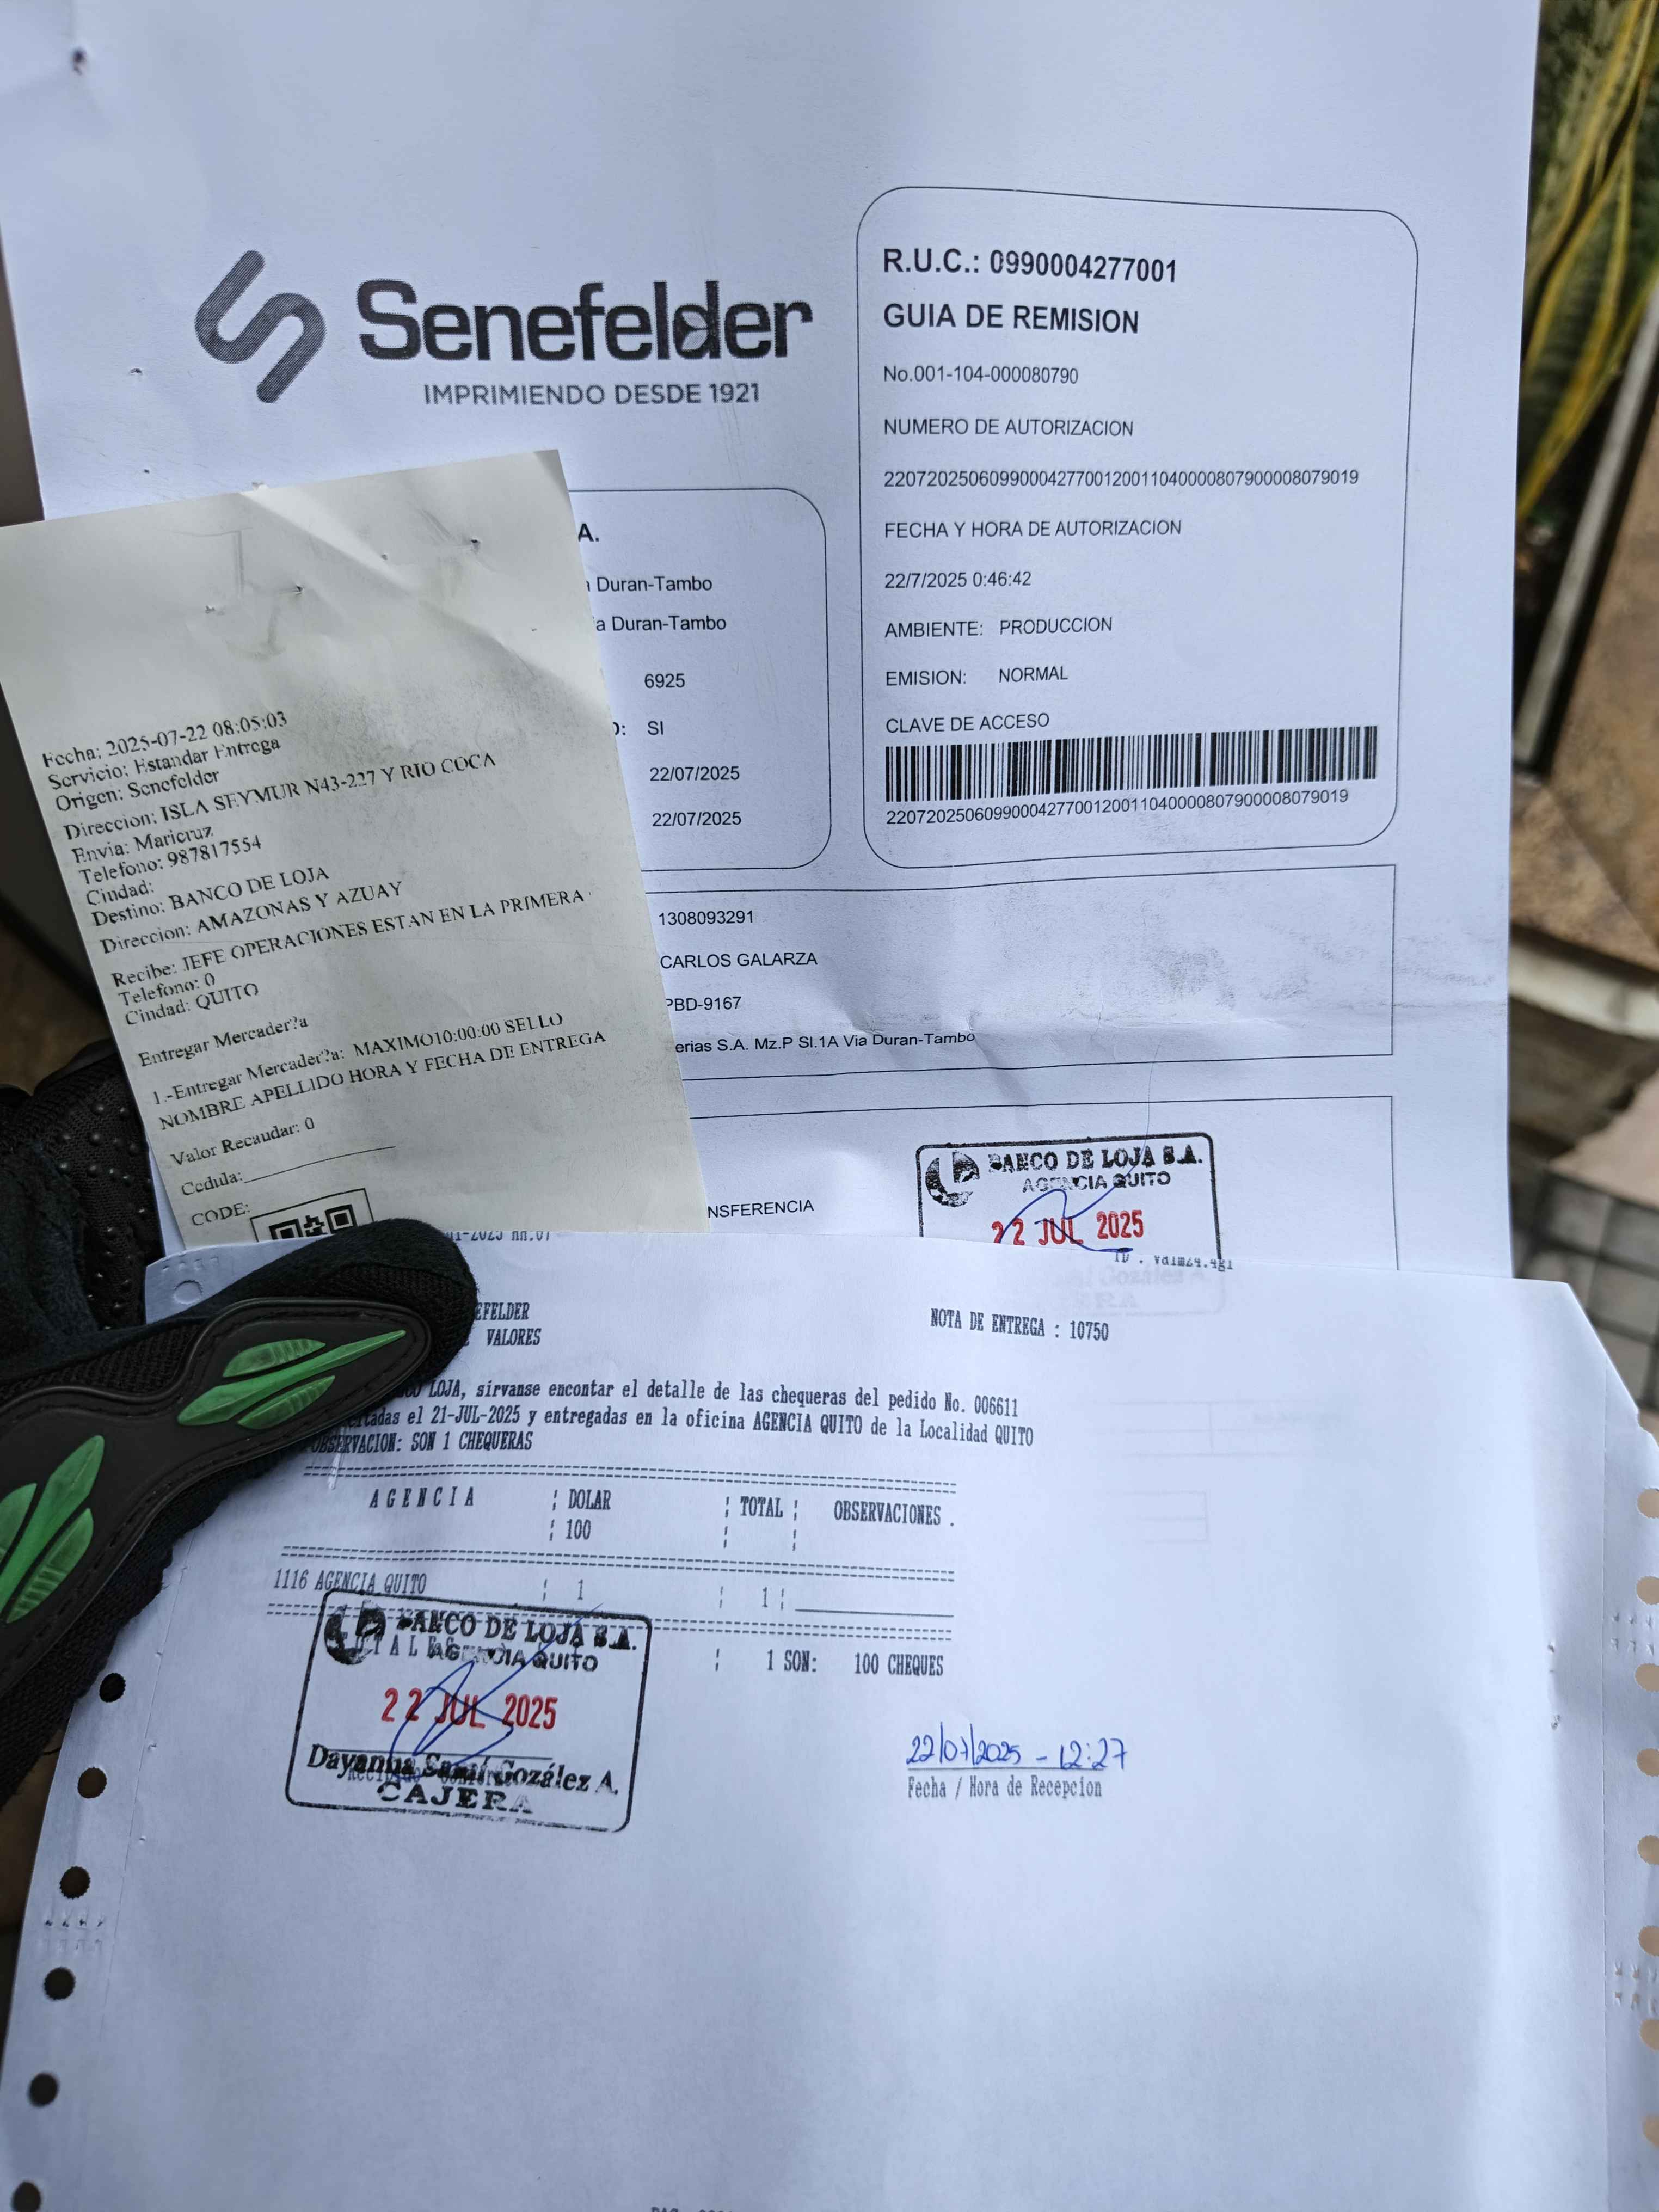 Senefelder
IMPRIMIENDO DESDE 1921
R.U.C.: 0990004277001
GUIA DE REMISION
No.001-104-000080790
NUMERO DE AUTORIZACION
2207202506099000427700120011040000807900008079019
FECHA Y HORA DE AUTORIZACION
22/7/2025 0:46:42
AMBIENTE: PRODUCCION
EMISION: NORMAL
CLAVE DE ACCESO
2207202506099000427700120011040000807900008079019
A.
Duran-Tambo
a Duran-Tambo
6925
: SI
22/07/2025
22/07/2025
1308093291
CARLOS GALARZA
PBD-9167
erias S.A. Mz.P Sl.1A Via Duran-Tambo
NSFERENCIA
BANCO DE LOJA S.A.
AGENCIA QUITO
22 JUL 2025
Fecha: 2025-07-22 08:05:03
Servicio: Estandar Entrega
Origen: Senefelder
Direccion: ISLA SEYMUR N43-227 Y RIO COCA
Envia: Maricruz
Telefono: 987817554
Ciudad:
Destino: BANCO DE LOJA
Direccion: AMAZONAS Y AZUAY
Recibe: JEFE OPERACIONES ESTAN EN LA PRIMERA
Telefono: 0
Ciudad: QUITO
Entregar Mercader?a
1.-Entregar Mercader?a: MAXIMO10:00:00 SELLO
NOMBRE APELLIDO HORA Y FECHA DE ENTREGA
Valor Recaudar: 0
Cedula:
CODE:
EFELDER
VALORES
NOTA DE ENTREGA : 10750
LOJA, sírvanse encontar el detalle de las chequeras del pedido No. 006611
tadas el 21-JUL-2025 y entregadas en la oficina AGENCIA QUITO de la Localidad QUITO
OBSERVACION: SON 1 CHEQUERAS
AGENCIA ¦ DOLAR ¦ TOTAL ¦ OBSERVACIONES .
¦ 100 ¦ ¦
1116 AGENCIA QUITO ¦ 1 ¦ 1 ¦
TOTALES ¦ 1 SON: 100 CHEQUES
BANCO DE LOJA S.A.
AGENCIA QUITO
22 JUL 2025
Dayanna Gozález A.
CAJERA
22/07/2025 - 12:27
Fecha / Hora de Recepcion